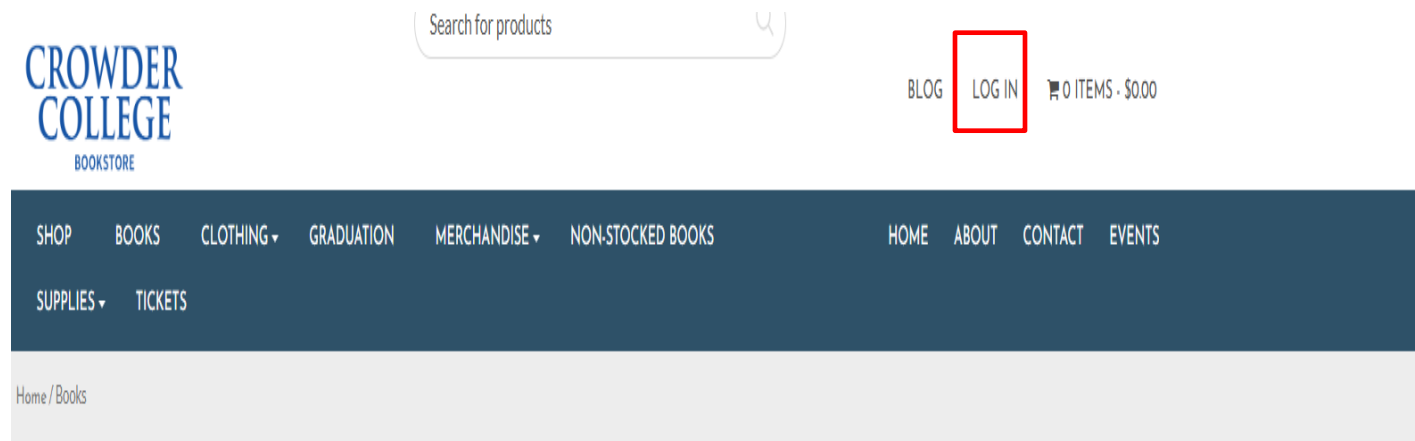 Search for products
CROWDER
COLLEGE
BOOKSTORE
BLOG LOG IN 0 ITEMS - $0.00
SHOP BOOKS CLOTHING GRADUATION MERCHANDISE NON-STOCKED BOOKS HOME ABOUT CONTACT EVENTS
SUPPLIES TICKETS
Home / Books